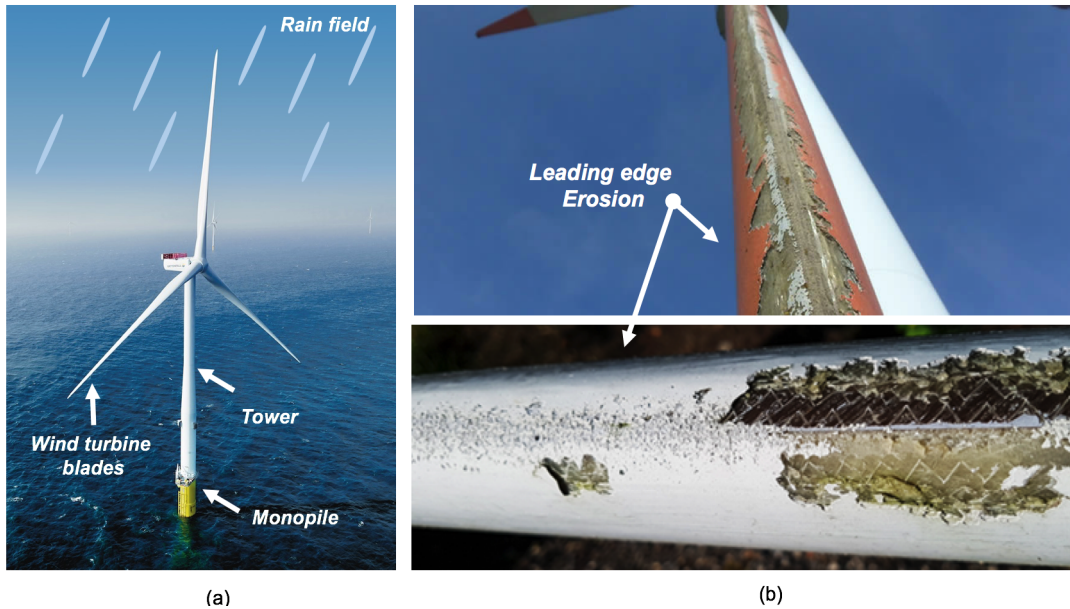 Rain field
Wind turbine
blades
Tower
Monopile
(a)
Leading edge
Erosion
(b)